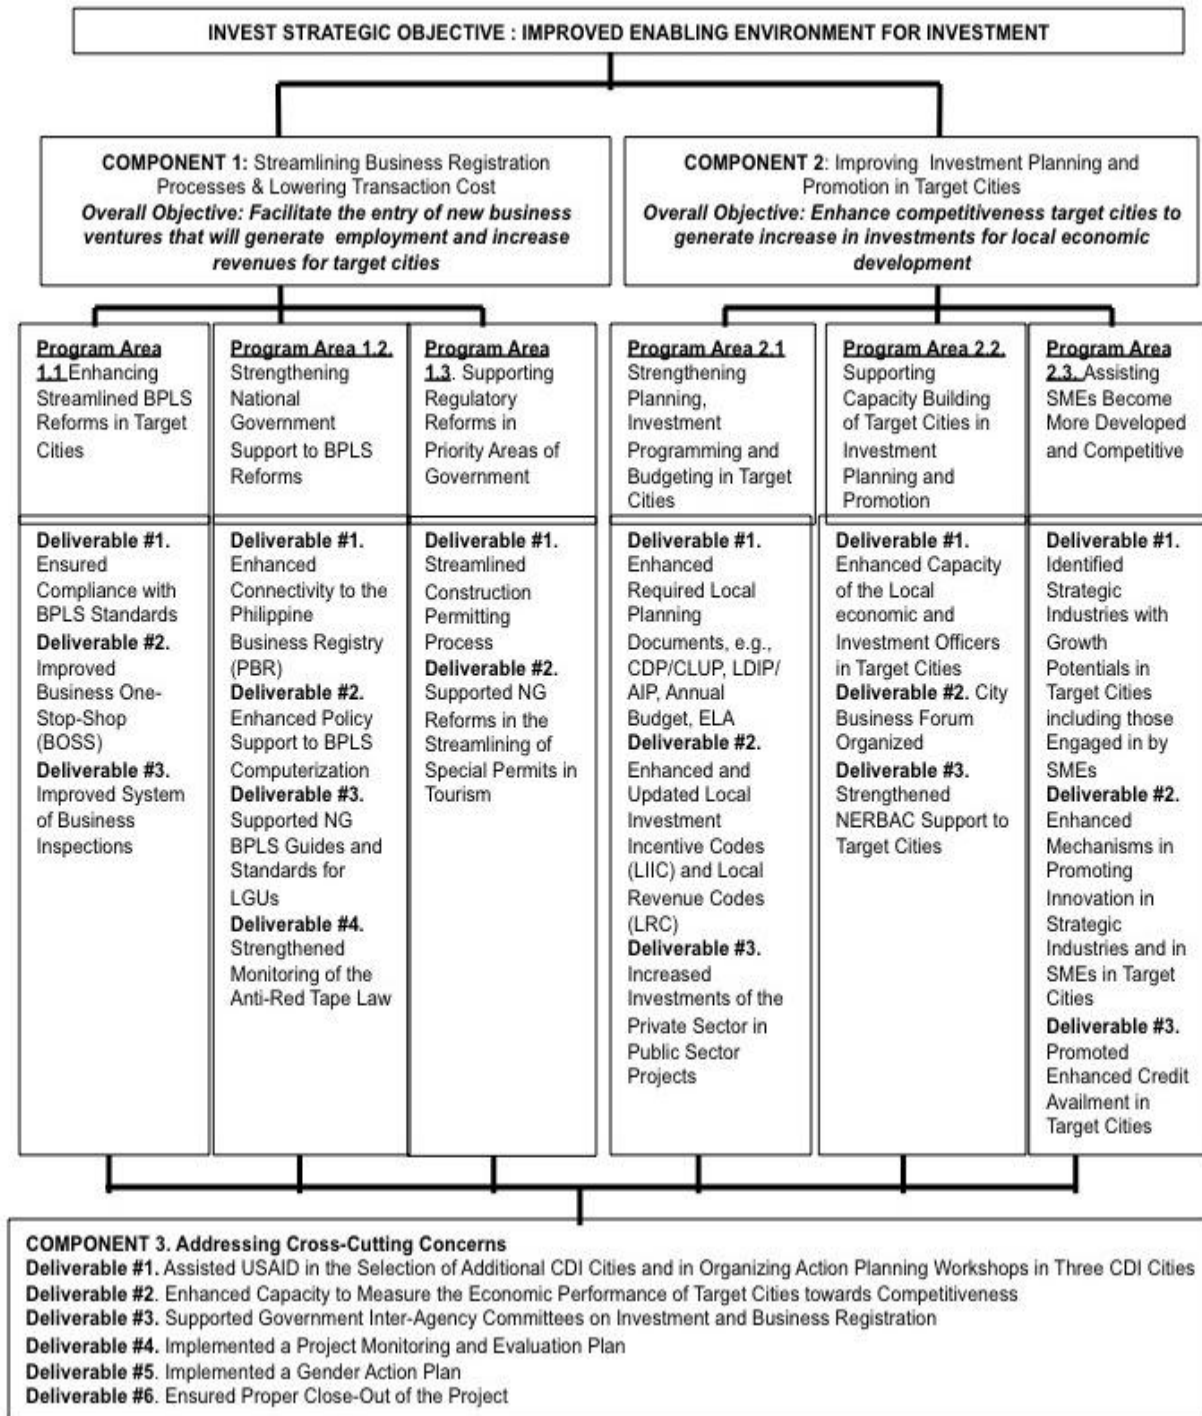 INVEST STRATEGIC OBJECTIVE : IMPROVED ENABLING ENVIRONMENT FOR INVESTMENT
COMPONENT 1: Streamlining Business Registration
Processes & Lowering Transaction Cost
Overall Objective: Facilitate the entry of new business
ventures that will generate employment and increase
revenues for target cities
COMPONENT 2: Improving Investment Planning and
Promotion in Target Cities
Overall Objective: Enhance competitiveness target cities to
generate increase in investments for local economic
development
Program Area
1.1 Enhancing
Streamlined BPLS
Reforms in Target
Cities
Program Area 1.2.
Strengthening
National
Government
Support to BPLS
Reforms
Program Area
1.3. Supporting
Regulatory
Reforms in
Priority Areas of
Government
Program Area 2.1
Strengthening
Planning,
Investment
Programming and
Budgeting in Target
Cities
Program Area 2.2.
Supporting
Capacity Building
of Target Cities in
Investment
Planning and
Promotion
Program Area
2.3. Assisting
SMEs Become
More Developed
and Competitive
Deliverable #1.
Ensured
Compliance with
BPLS Standards
Deliverable #2.
Improved
Business One-
Stop-Shop
(BOSS)
Deliverable #3.
Improved System
of Business
Inspections
Deliverable #1.
Enhanced
Connectivity to the
Philippine
Business Registry
(PBR)
Deliverable #2.
Enhanced Policy
Support to BPLS
Computerization
Deliverable #3.
Supported NG
BPLS Guides and
Standards for
LGUs
Deliverable #4.
Strengthened
Monitoring of the
Anti-Red Tape Law
Deliverable #1.
Streamlined
Construction
Permitting
Process
Deliverable #2.
Supported NG
Reforms in the
Streamlining of
Special Permits in
Tourism
Deliverable #1.
Enhanced
Required Local
Planning
Documents, e.g.,
CDP/CLUP, LDIP/
AIP, Annual
Budget, ELA
Deliverable #2.
Enhanced and
Updated Local
Investment
Incentive Codes
(LIIC) and Local
Revenue Codes
(LRC)
Deliverable #3.
Increased
Investments of the
Private Sector in
Public Sector
Projects
Deliverable #1.
Enhanced Capacity
of the Local
economic and
Investment Officers
in Target Cities
Deliverable #2. City
Business Forum
Organized
Deliverable #3.
Strengthened
NERBAC Support to
Target Cities
Deliverable #1.
Identified
Strategic
Industries with
Growth
Potentials in
Target Cities
including those
Engaged in by
SMEs
Deliverable #2.
Enhanced
Mechanisms in
Promoting
Innovation in
Strategic
Industries and in
SMEs in Target
Cities
Deliverable #3.
Promoted
Enhanced Credit
Availment in
Target Cities
COMPONENT 3. Addressing Cross-Cutting Concerns
Deliverable #1. Assisted USAID in the Selection of Additional CDI Cities and in Organizing Action Planning Workshops in Three CDI Cities
Deliverable #2. Enhanced Capacity to Measure the Economic Performance of Target Cities towards Competitiveness
Deliverable #3. Supported Government Inter-Agency Committees on Investment and Business Registration
Deliverable #4. Implemented a Project Monitoring and Evaluation Plan
Deliverable #5. Implemented a Gender Action Plan
Deliverable #6. Ensured Proper Close-Out of the Project